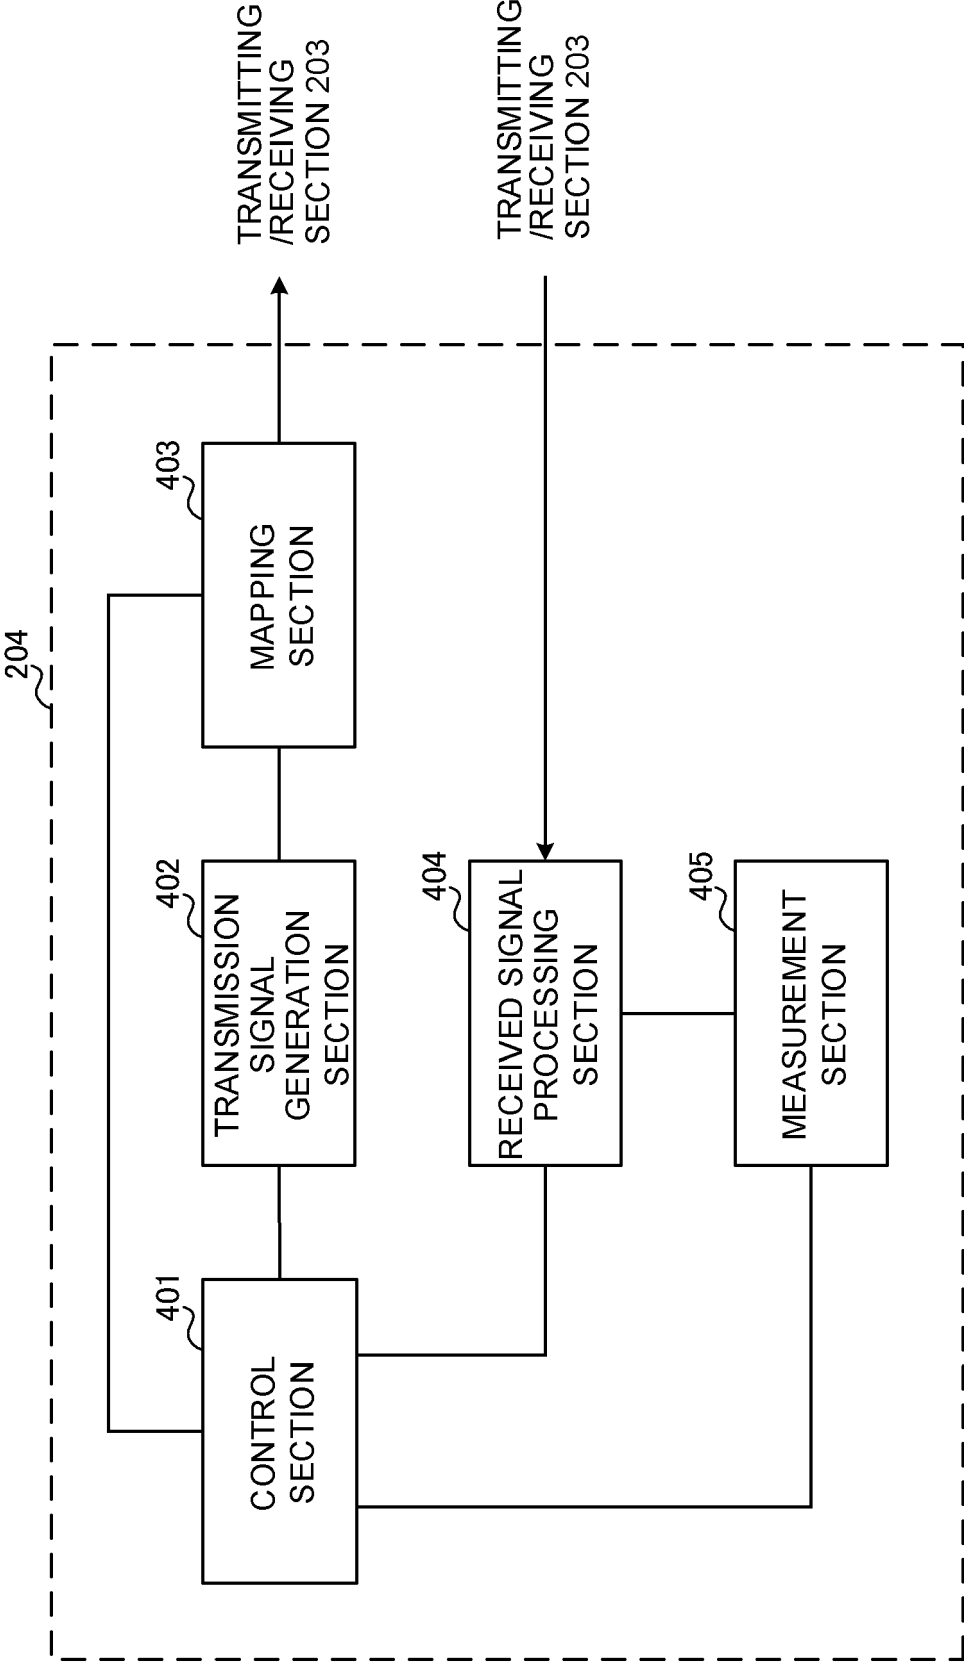 204
401
CONTROL
SECTION
402
TRANSMISSION
SIGNAL
GENERATION
SECTION
403
MAPPING
SECTION
TRANSMITTING
/RECEIVING
SECTION 203
404
RECEIVED SIGNAL
PROCESSING
SECTION
TRANSMITTING
/RECEIVING
SECTION 203
405
MEASUREMENT
SECTION